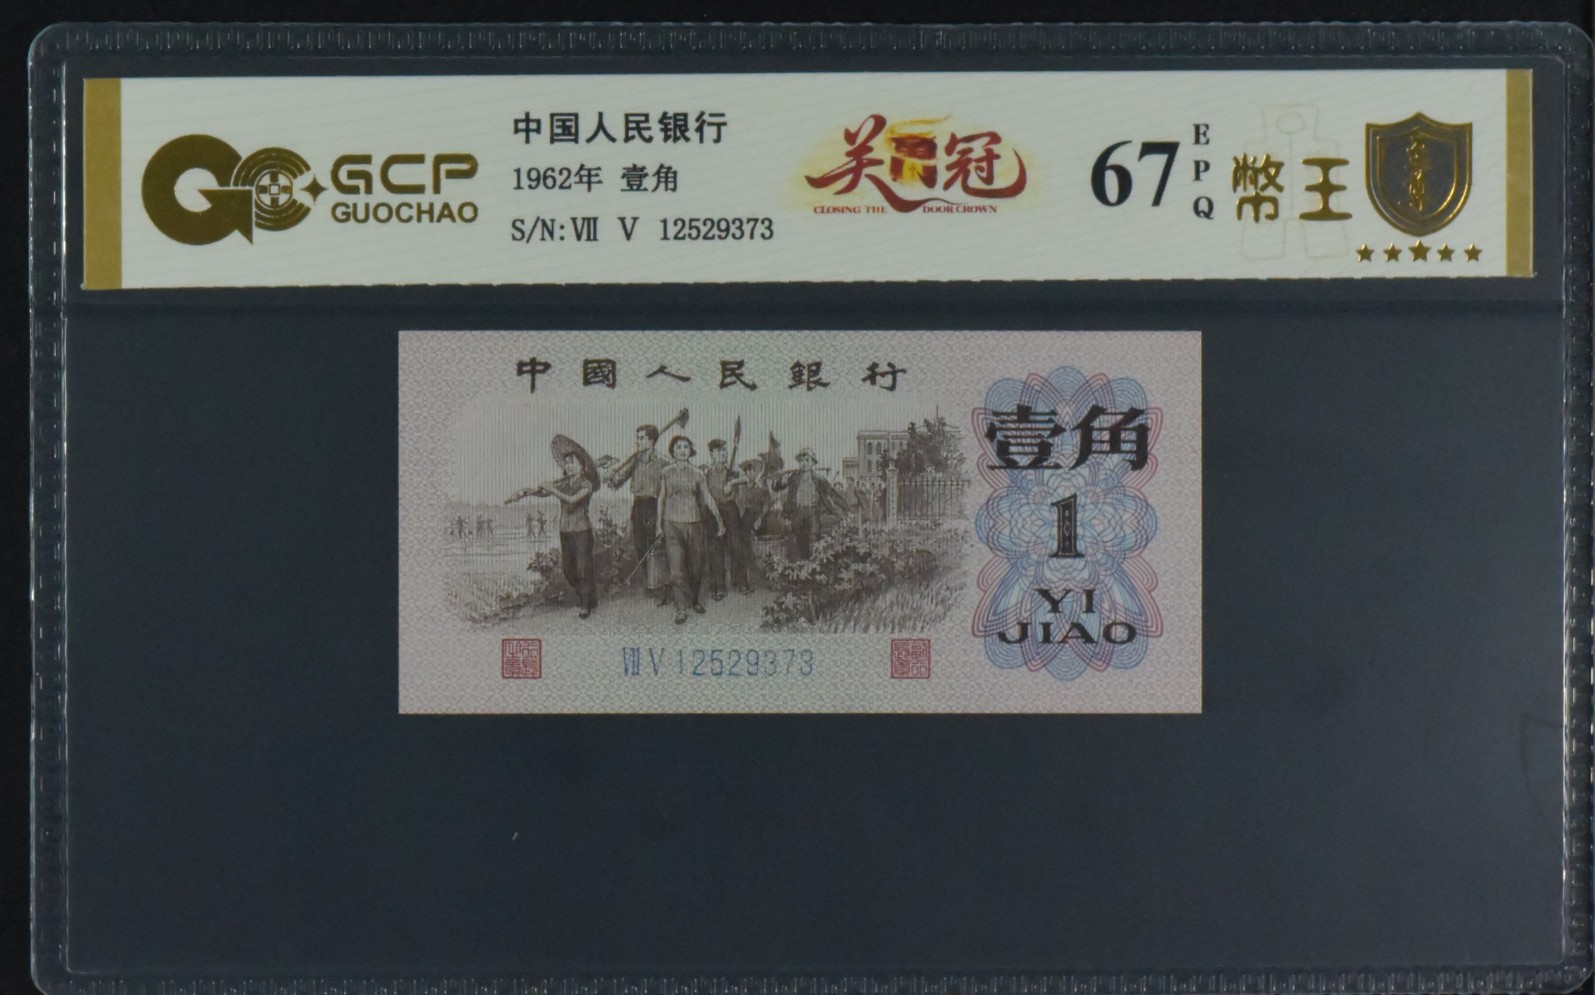 GCP
GUOCHAO
中国人民银行
1962年 壹角
S/N: Ⅶ Ⅴ 12529373
关门冠
CLOSING THE DOOR CROWN
67
EPQ
幣王
中國人民銀行
壹角
1
YI
JIAO
Ⅶ Ⅴ 12529373